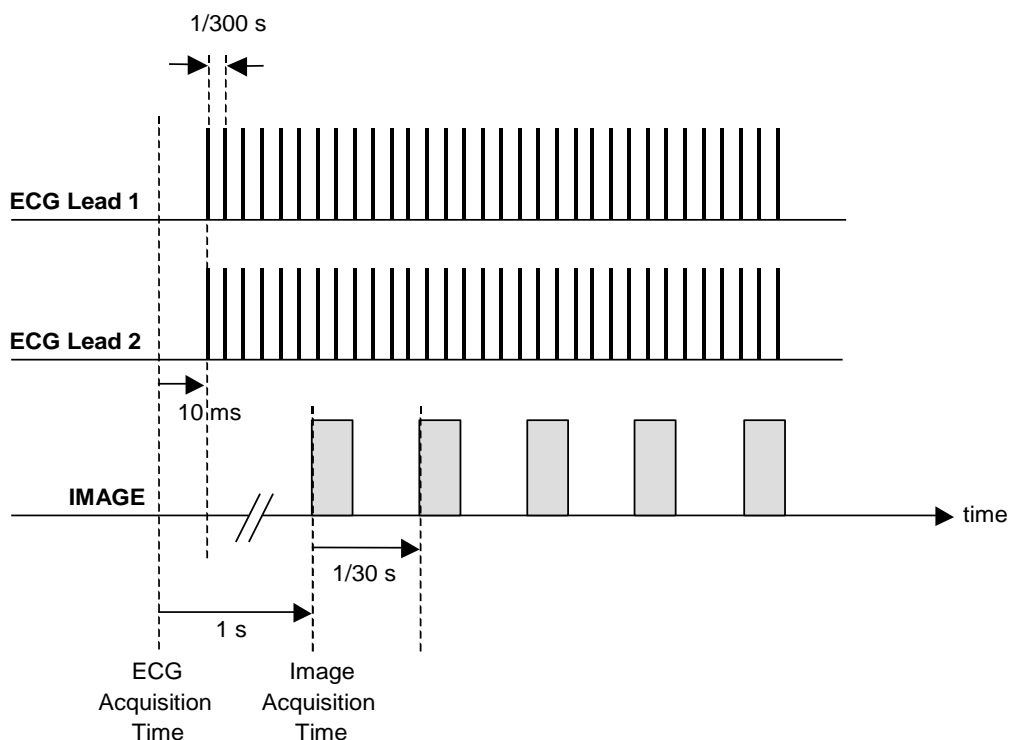 1/300 s
ECG Lead 1
ECG Lead 2
10 ms
IMAGE
time
1/30 s
1 s
ECG
Acquisition
Time
Image
Acquisition
Time